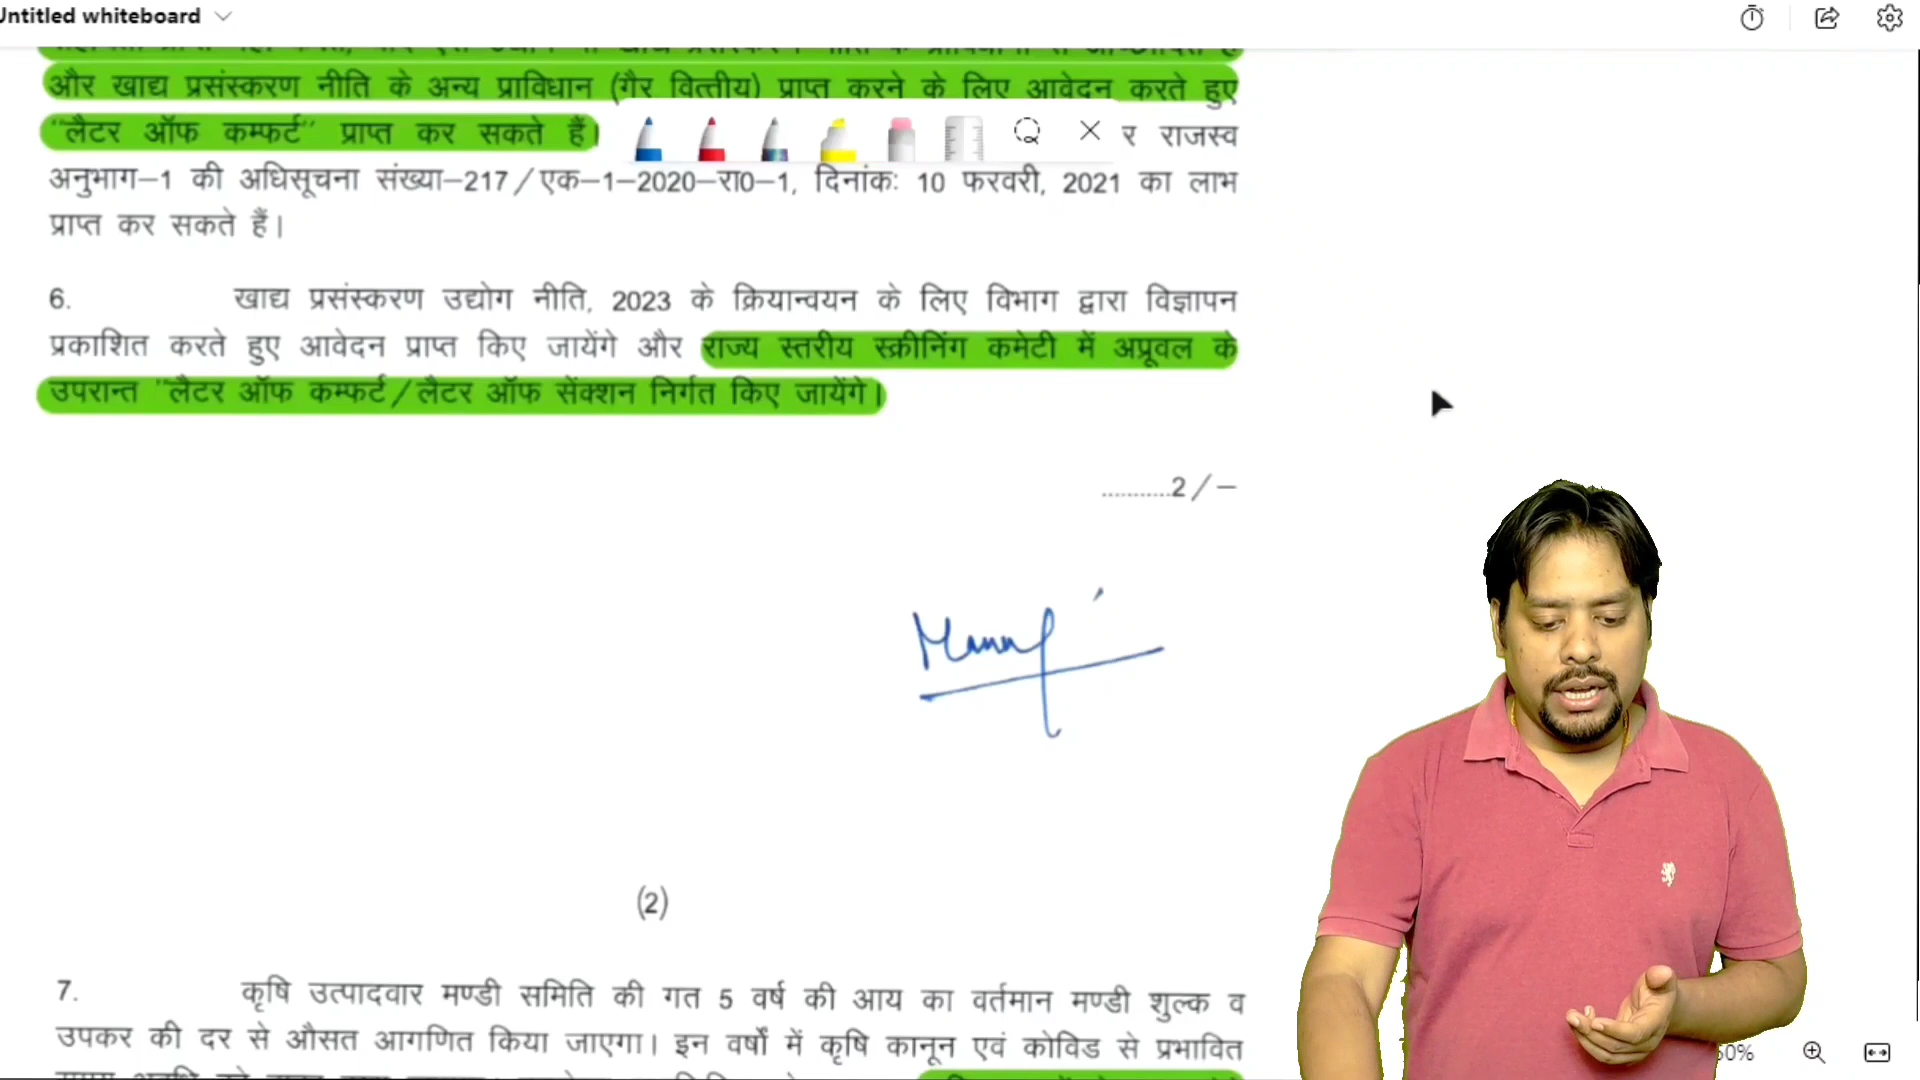 Untitled whiteboard
और खाद्य प्रसंस्करण नीति के अन्य प्राविधान (गैर वित्तीय) प्राप्त करने के लिए आवेदन करते हुए
"लैटर ऑफ कम्फर्ट" प्राप्त कर सकते हैं। र राजस्व
अनुभाग–1 की अधिसूचना संख्या–217/एक–1–2020–रा0–1, दिनांकः 10 फरवरी, 2021 का लाभ
प्राप्त कर सकते हैं।
6. खाद्य प्रसंस्करण उद्योग नीति, 2023 के क्रियान्वयन के लिए विभाग द्वारा विज्ञापन
प्रकाशित करते हुए आवेदन प्राप्त किए जायेंगे और राज्य स्तरीय स्क्रीनिंग कमेटी में अप्रूवल के
उपरान्त "लैटर ऑफ कम्फर्ट/लैटर ऑफ सेंक्शन निर्गत किए जायेंगे।
...........2/–
(2)
7. कृषि उत्पादवार मण्डी समिति की गत 5 वर्ष की आय का वर्तमान मण्डी शुल्क व
उपकर की दर से औसत आगणित किया जाएगा। इन वर्षों में कृषि कानून एवं कोविड से प्रभावित